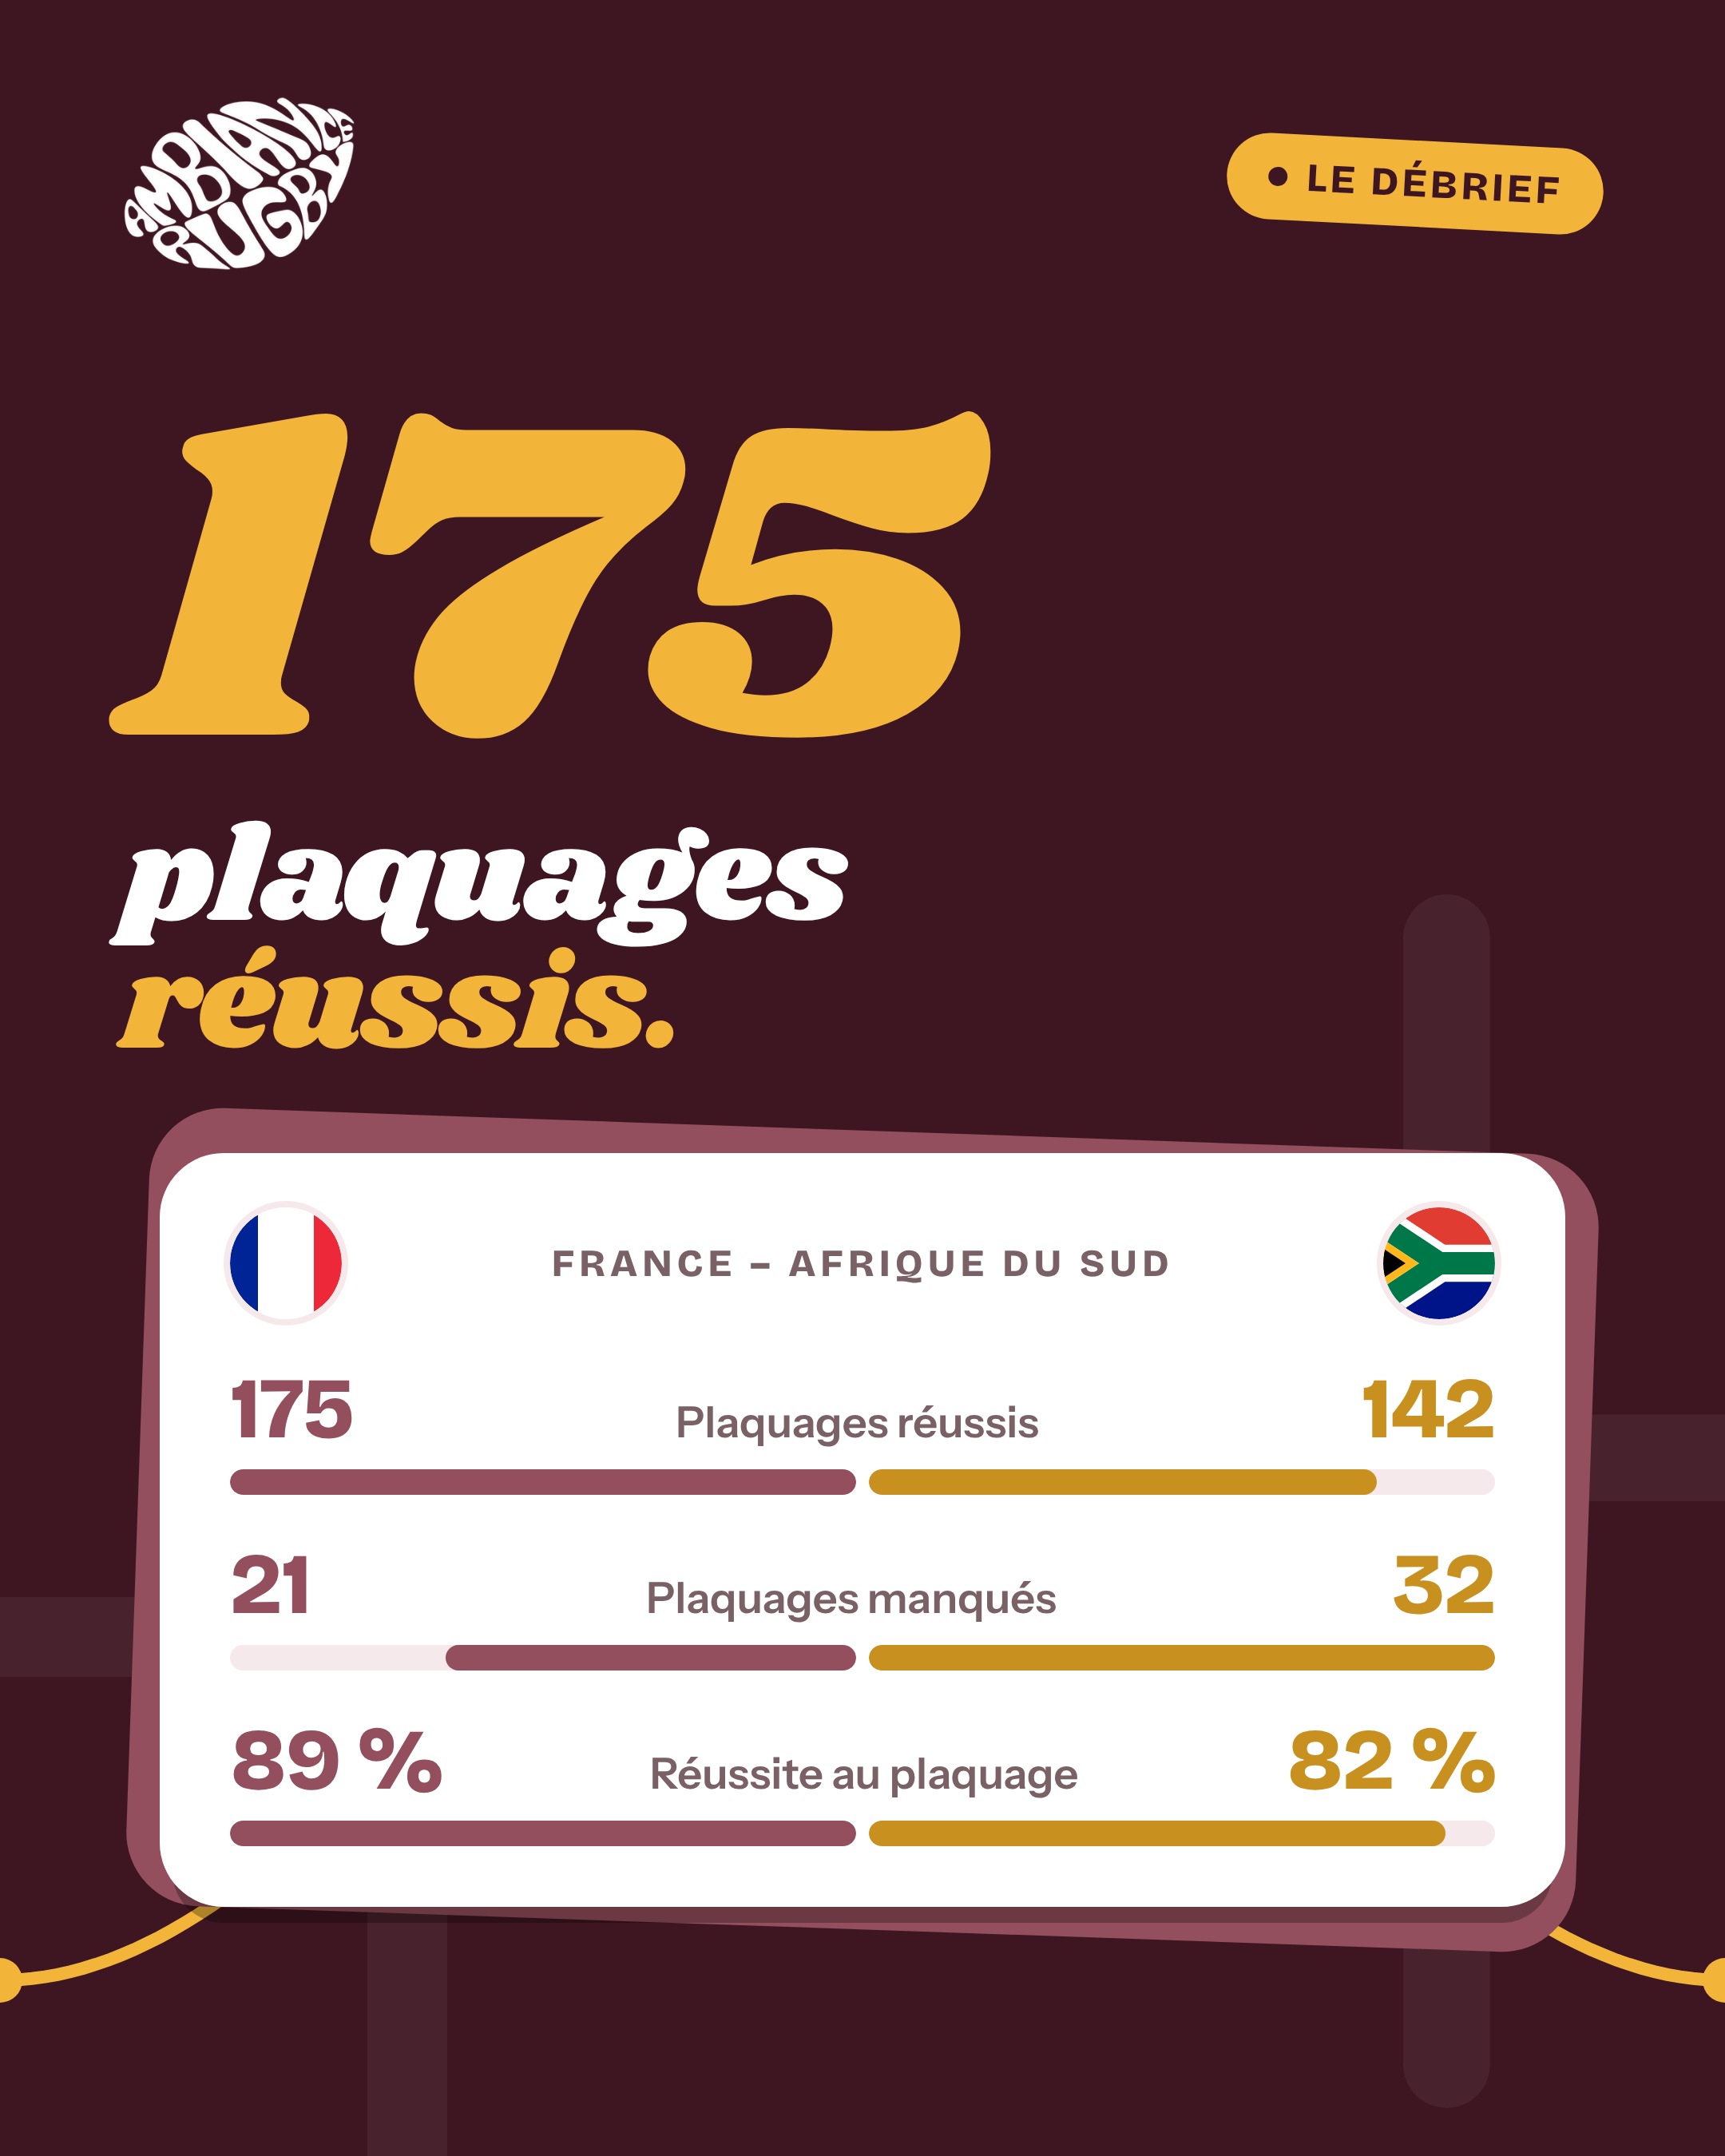 AMBIANCE
RUGBY
LE DÉBRIEF
175
plaquages
réussis.
FRANCE – AFRIQUE DU SUD
175 Plaquages réussis 142
21 Plaquages manqués 32
89 % Réussite au plaquage 82 %